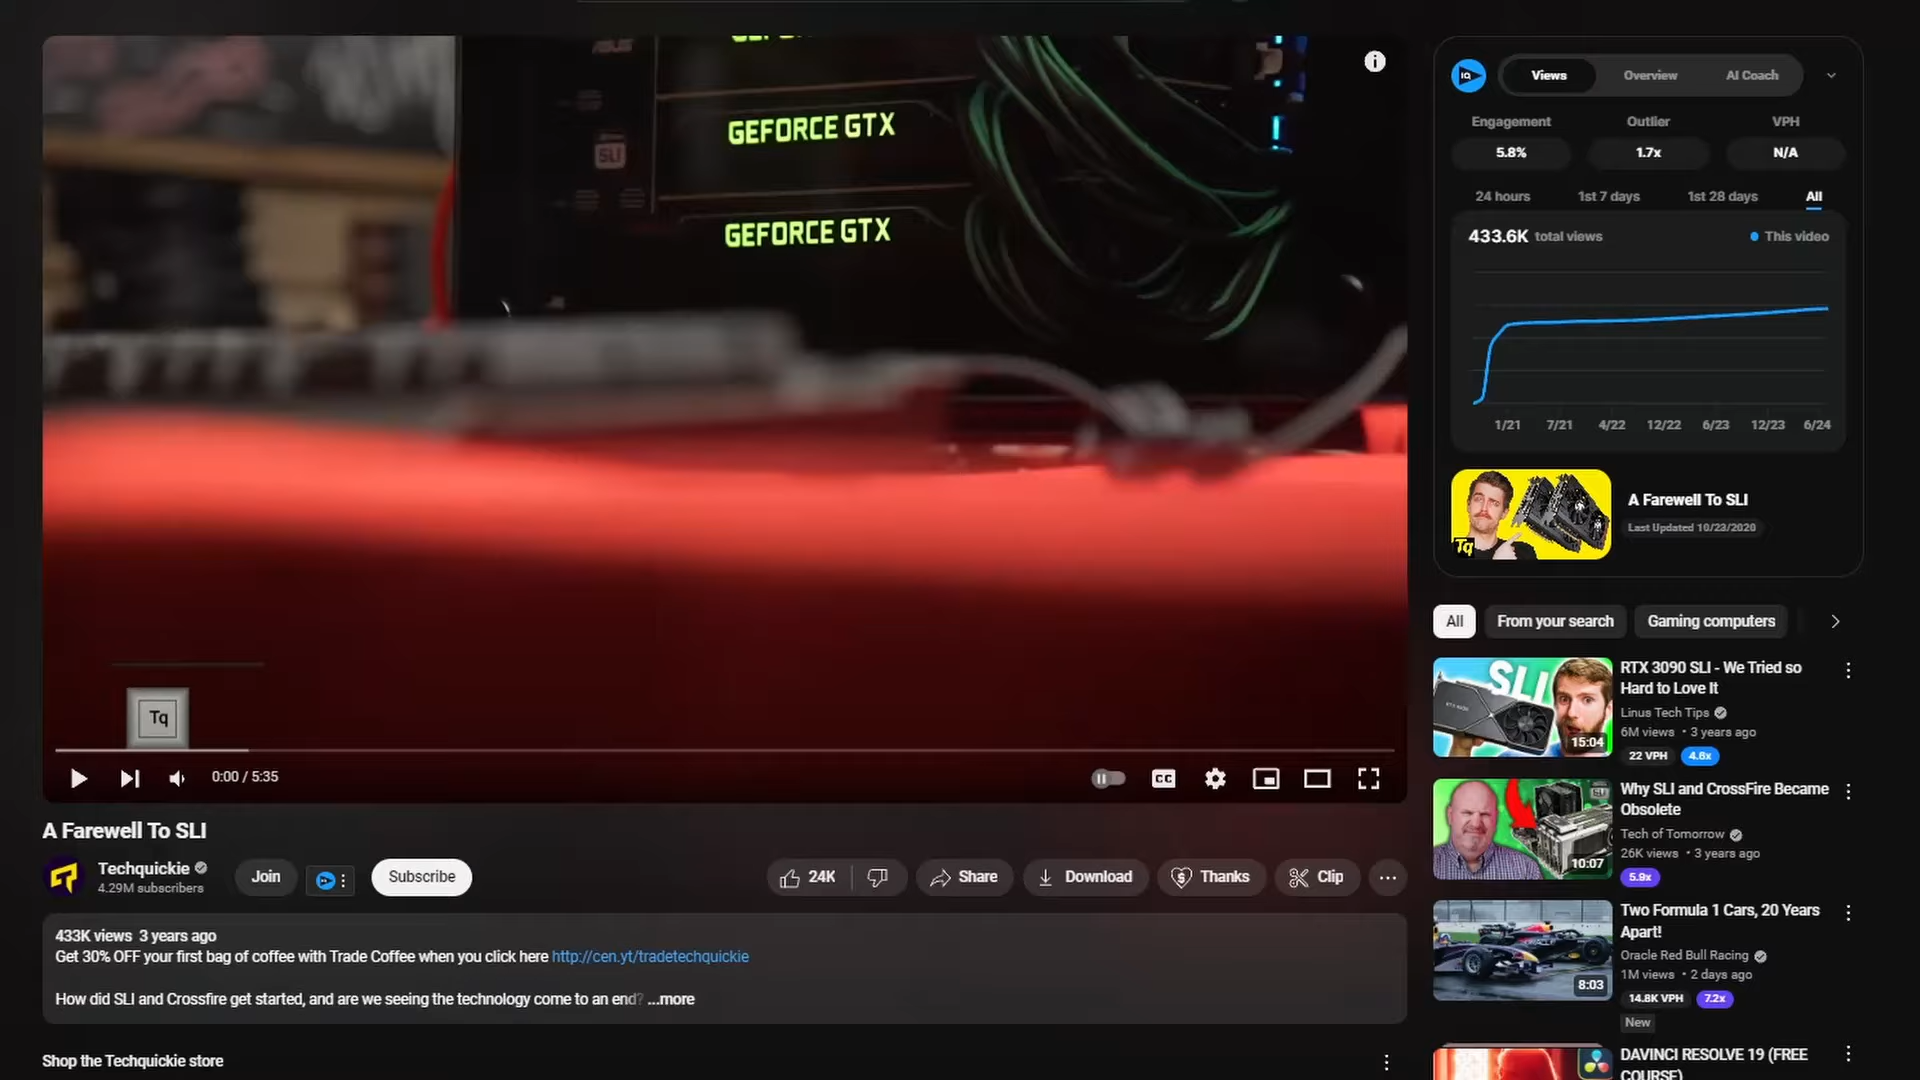 GEFORCE GTX
SLI
GEFORCE GTX
Tq
0:00 / 5:35
CC
A Farewell To SLI
Techquickie
4.29M subscribers
Join
Subscribe
24K
Share
Download
Thanks
Clip
433K views 3 years ago
Get 30% OFF your first bag of coffee with Trade Coffee when you click here http://cen.yt/tradetechquickie
How did SLI and Crossfire get started, and are we seeing the technology come to an end? ...more
Shop the Techquickie store
IQ
Views
Overview
AI Coach
Engagement
Outlier
VPH
5.8%
1.7x
N/A
24 hours
1st 7 days
1st 28 days
All
433.6K total views
This video
1/21
7/21
4/22
12/22
6/23
12/23
6/24
Tq
A Farewell To SLI
Last Updated 10/23/2020
All
From your search
Gaming computers
SLI
15:04
RTX 3090 SLI - We Tried so
Hard to Love It
Linus Tech Tips
6M views • 3 years ago
22 VPH
4.8x
SLI
10:07
Why SLI and CrossFire Became
Obsolete
Tech of Tomorrow
26K views • 3 years ago
5.9x
8:03
Two Formula 1 Cars, 20 Years
Apart!
Oracle Red Bull Racing
1M views • 2 days ago
14.8K VPH
7.2x
New
DAVINCI RESOLVE 19 (FREE
COURSE)